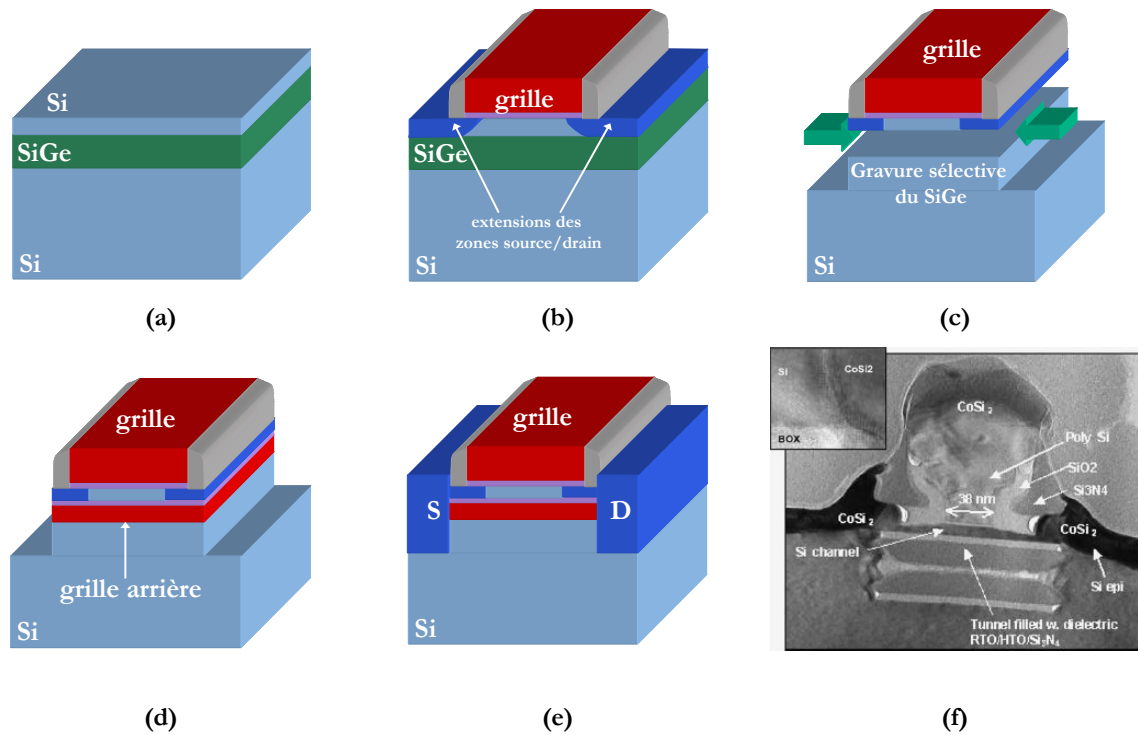 Si
SiGe
Si
(a)
grille
SiGe
extensions des
zones source/drain
Si
(b)
grille
Gravure sélective
du SiGe
Si
(c)
grille
grille arrière
Si
(d)
grille
S
D
Si
(e)
Si
CoSi2
BOX
CoSi₂
Poly Si
SiO2
Si3N4
38 nm
CoSi₂
CoSi₂
Si channel
Si epi
Tunnel filled w. dielectric
RTO/HTO/Si₃N₄
(f)